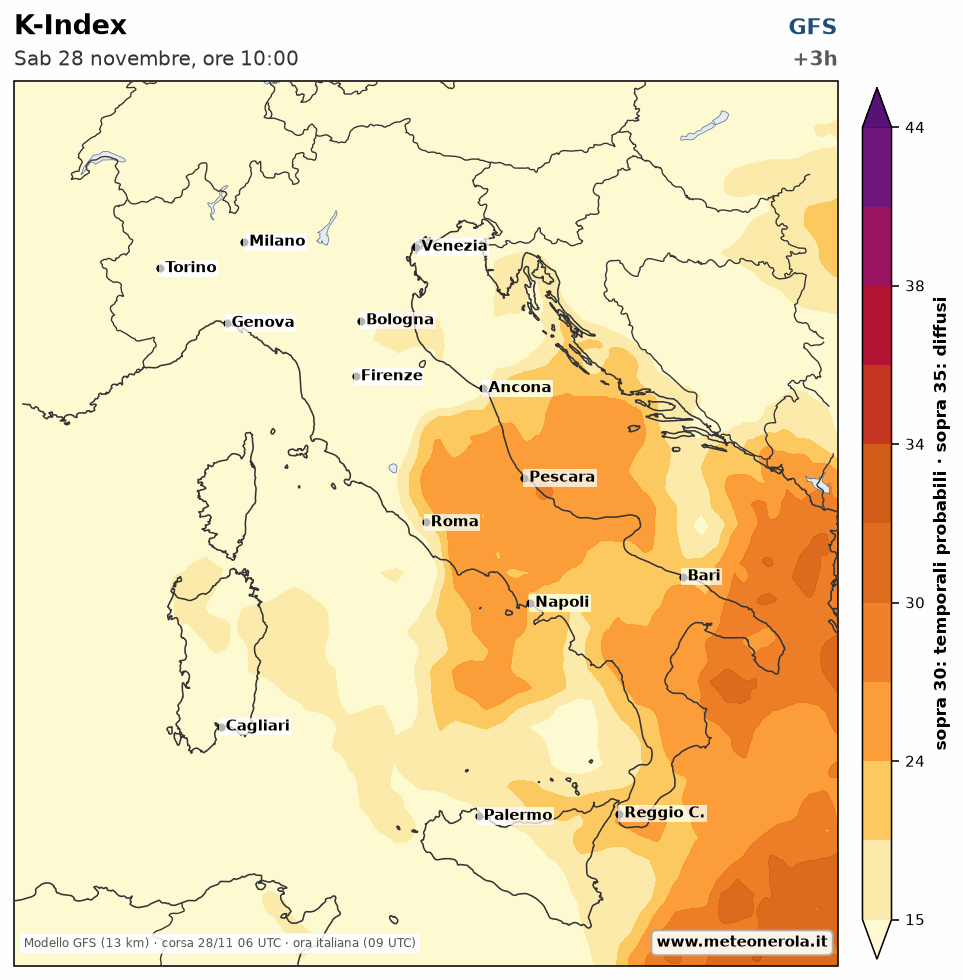 K-Index
GFS
Sab 28 novembre, ore 10:00
+3h
Milano
Venezia
Torino
Genova
Bologna
Firenze
Ancona
Pescara
Roma
Bari
Napoli
Cagliari
Palermo
Reggio C.
44
38
34
30
24
15
sopra 30: temporali probabili · sopra 35: diffusi
Modello GFS (13 km) · corsa 28/11 06 UTC · ora italiana (09 UTC)
www.meteonerola.it